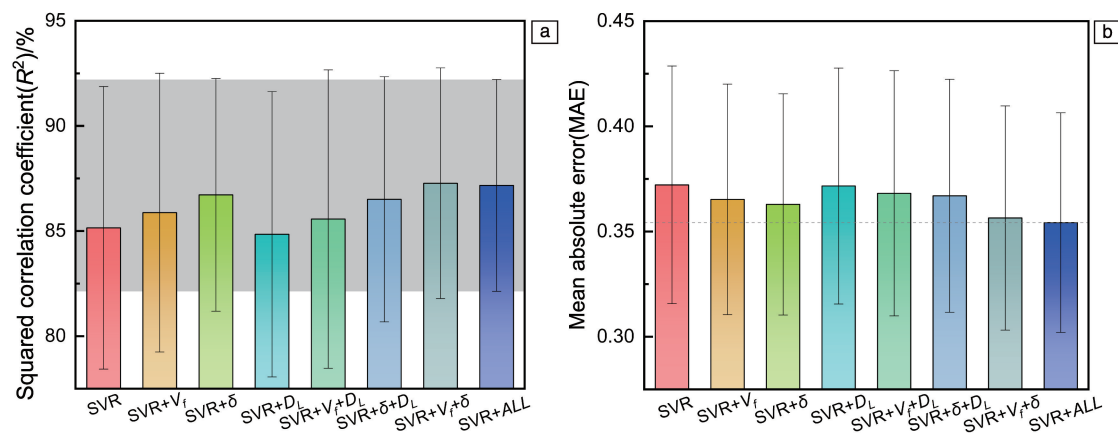 Squared correlation coefficient(R²)/%
95
90
85
80
a
SVR
SVR+Vf
SVR+δ
SVR+DL
SVR+Vf+DL
SVR+δ+DL
SVR+Vf+δ
SVR+ALL
Mean absolute error(MAE)
0.45
0.40
0.35
0.30
b
SVR
SVR+Vf
SVR+δ
SVR+DL
SVR+Vf+DL
SVR+δ+DL
SVR+Vf+δ
SVR+ALL